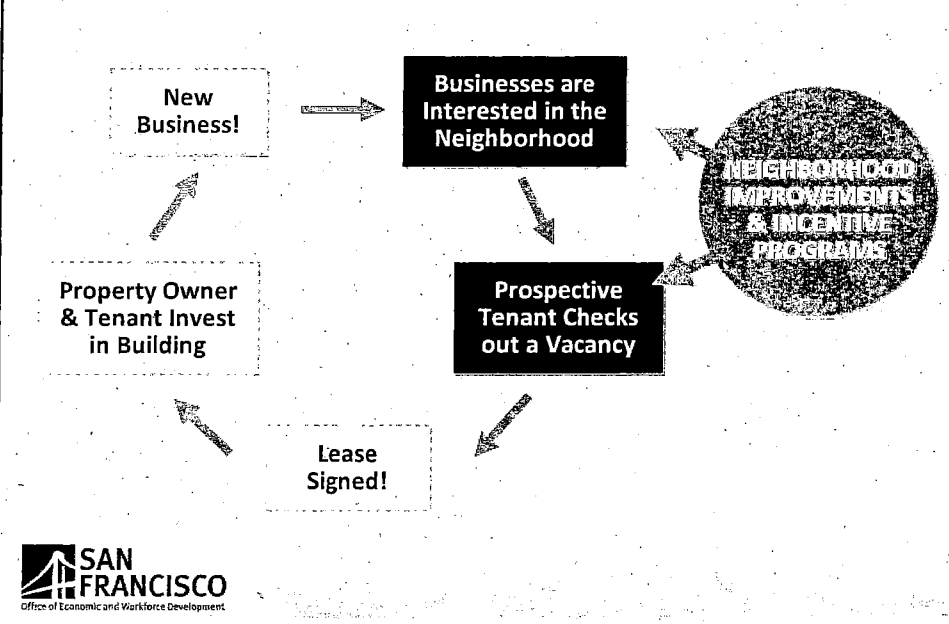 New
Business!
Businesses are
Interested in the
Neighborhood
NEIGHBORHOOD
IMPROVEMENTS
& INCENTIVE
PROGRAMS
Property Owner
& Tenant Invest
in Building
Prospective
Tenant Checks
out a Vacancy
Lease
Signed!
SAN
FRANCISCO
Office of Economic and Workforce Development